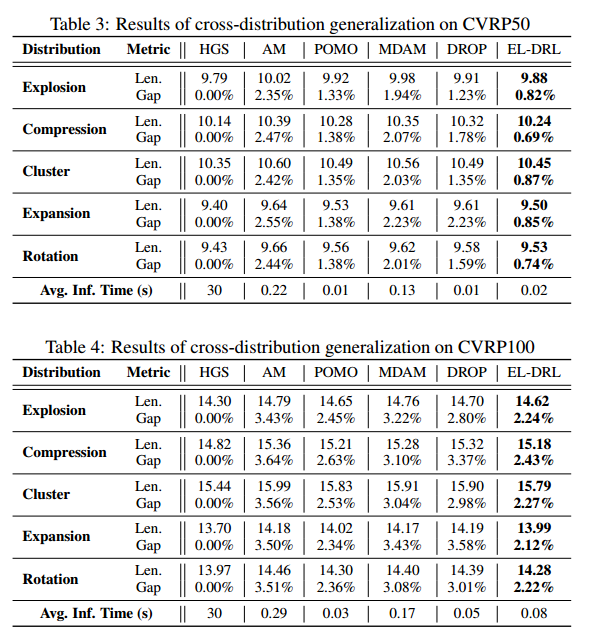 Table 3: Results of cross-distribution generalization on CVRP50
Distribution Metric HGS AM POMO MDAM DROP EL-DRL
Explosion Len. 9.79 10.02 9.92 9.98 9.91 9.88
Gap 0.00% 2.35% 1.33% 1.94% 1.23% 0.82%
Compression Len. 10.14 10.39 10.28 10.35 10.32 10.24
Gap 0.00% 2.47% 1.38% 2.07% 1.78% 0.69%
Cluster Len. 10.35 10.60 10.49 10.56 10.49 10.45
Gap 0.00% 2.42% 1.35% 2.03% 1.35% 0.87%
Expansion Len. 9.40 9.64 9.53 9.61 9.61 9.50
Gap 0.00% 2.55% 1.38% 2.23% 2.23% 0.85%
Rotation Len. 9.43 9.66 9.56 9.62 9.58 9.53
Gap 0.00% 2.44% 1.38% 2.01% 1.59% 0.74%
Avg. Inf. Time (s) 30 0.22 0.01 0.13 0.01 0.02
Table 4: Results of cross-distribution generalization on CVRP100
Distribution Metric HGS AM POMO MDAM DROP EL-DRL
Explosion Len. 14.30 14.79 14.65 14.76 14.70 14.62
Gap 0.00% 3.43% 2.45% 3.22% 2.80% 2.24%
Compression Len. 14.82 15.36 15.21 15.28 15.32 15.18
Gap 0.00% 3.64% 2.63% 3.10% 3.37% 2.43%
Cluster Len. 15.44 15.99 15.83 15.91 15.90 15.79
Gap 0.00% 3.56% 2.53% 3.04% 2.98% 2.27%
Expansion Len. 13.70 14.18 14.02 14.17 14.19 13.99
Gap 0.00% 3.50% 2.34% 3.43% 3.58% 2.12%
Rotation Len. 13.97 14.46 14.30 14.40 14.39 14.28
Gap 0.00% 3.51% 2.36% 3.08% 3.01% 2.22%
Avg. Inf. Time (s) 30 0.29 0.03 0.17 0.05 0.08